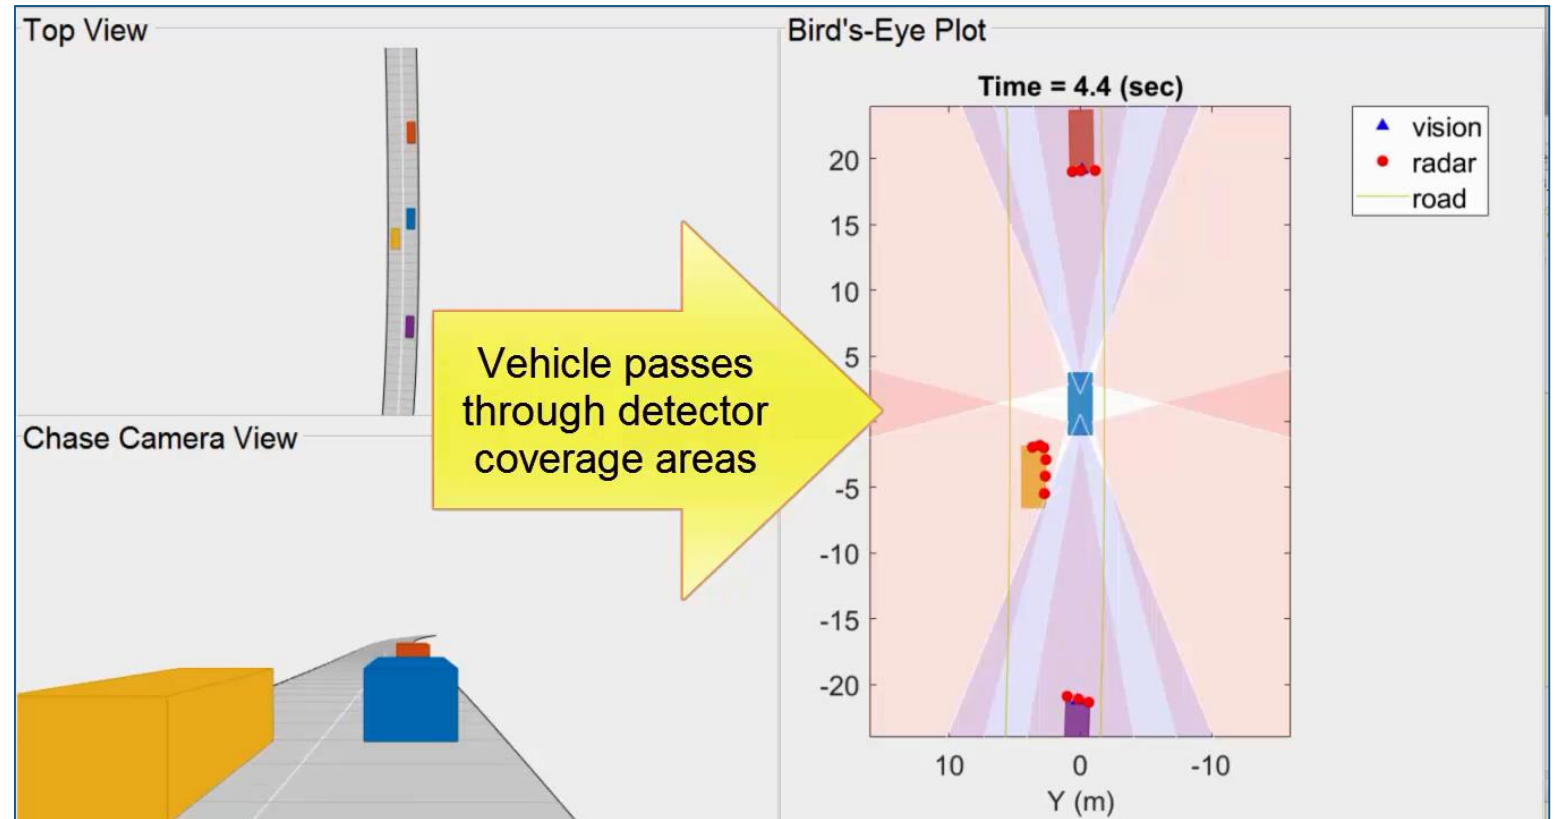 Top View
Bird's-Eye Plot
Time = 4.4 (sec)
vision
radar
road
20
15
10
5
-5
-10
-15
-20
10 0 -10
Y (m)
Vehicle passes
through detector
coverage areas
Chase Camera View